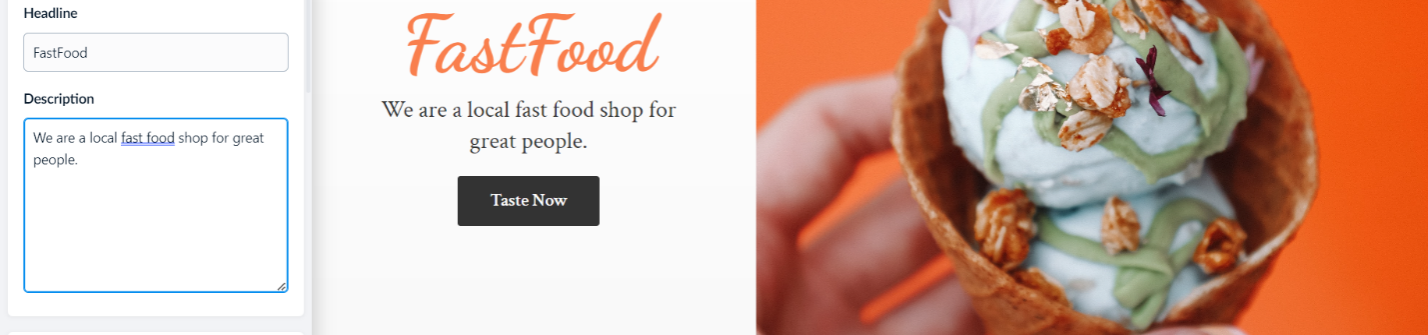 Headline
FastFood
Description
We are a local fast food shop for great
people.
FastFood
We are a local fast food shop for
great people.
Taste Now